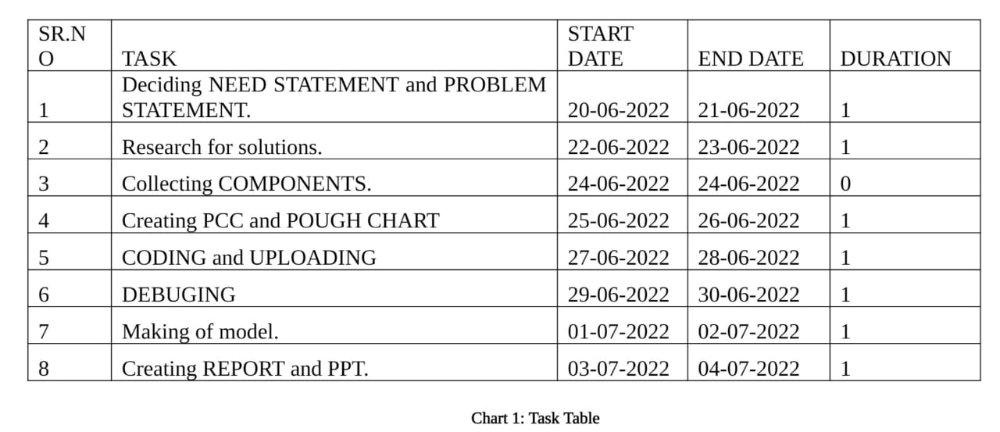 SR.N START
O TASK DATE END DATE DURATION
Deciding NEED STATEMENT and PROBLEM
1 STATEMENT. 20-06-2022 21-06-2022 1
2 Research for solutions. 22-06-2022 23-06-2022 1
3 Collecting COMPONENTS. 24-06-2022 24-06-2022 0
4 Creating PCC and POUGH CHART 25-06-2022 26-06-2022 1
5 CODING and UPLOADING 27-06-2022 28-06-2022 1
6 DEBUGING 29-06-2022 30-06-2022 1
7 Making of model. 01-07-2022 02-07-2022 1
8 Creating REPORT and PPT. 03-07-2022 04-07-2022 1
Chart 1: Task Table